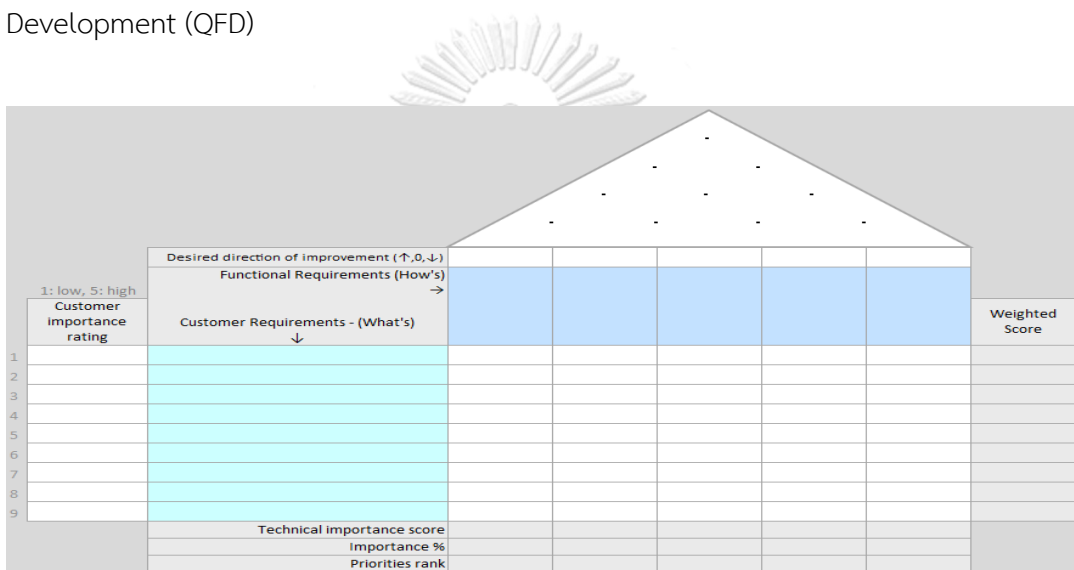 Development (QFD)
-
- -
- - -
- - - -
Desired direction of improvement (↑,0,↓)
Functional Requirements (How's)
1: low, 5: high →
Customer
importance
rating
Customer Requirements - (What's)
↓
Weighted
Score
1
2
3
4
5
6
7
8
9
Technical importance score
Importance %
Priorities rank